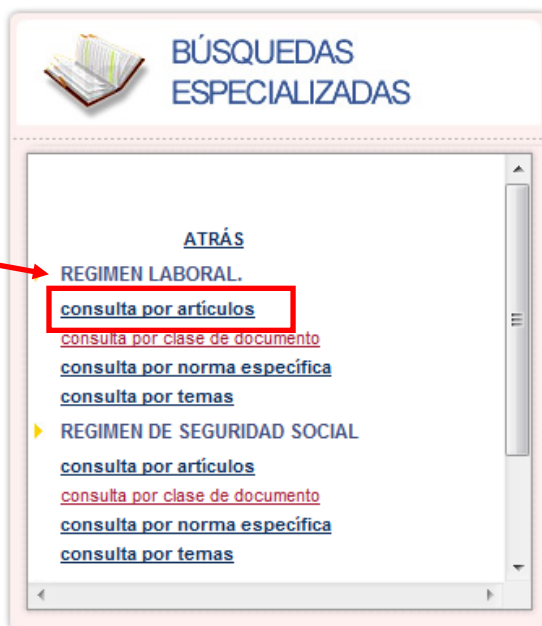 BÚSQUEDAS
ESPECIALIZADAS
ATRÁS
REGIMEN LABORAL.
consulta por artículos
consulta por clase de documento
consulta por norma específica
consulta por temas
REGIMEN DE SEGURIDAD SOCIAL
consulta por artículos
consulta por clase de documento
consulta por norma específica
consulta por temas